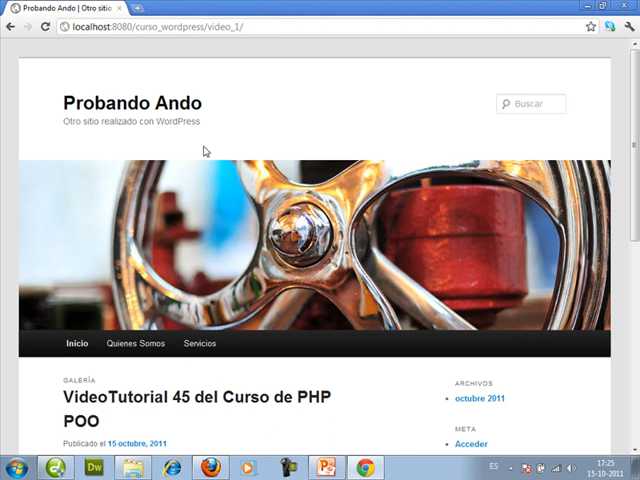 Probando Ando | Otro sitio
localhost:8080/curso_wordpress/video_1/
Probando Ando
Otro sitio realizado con WordPress
Buscar
Inicio Quienes Somos Servicios
GALERÍA
VideoTutorial 45 del Curso de PHP
POO
Publicado el 15 octubre, 2011
ARCHIVOS
octubre 2011
META
Acceder
Dw
ES
17:25
15-10-2011